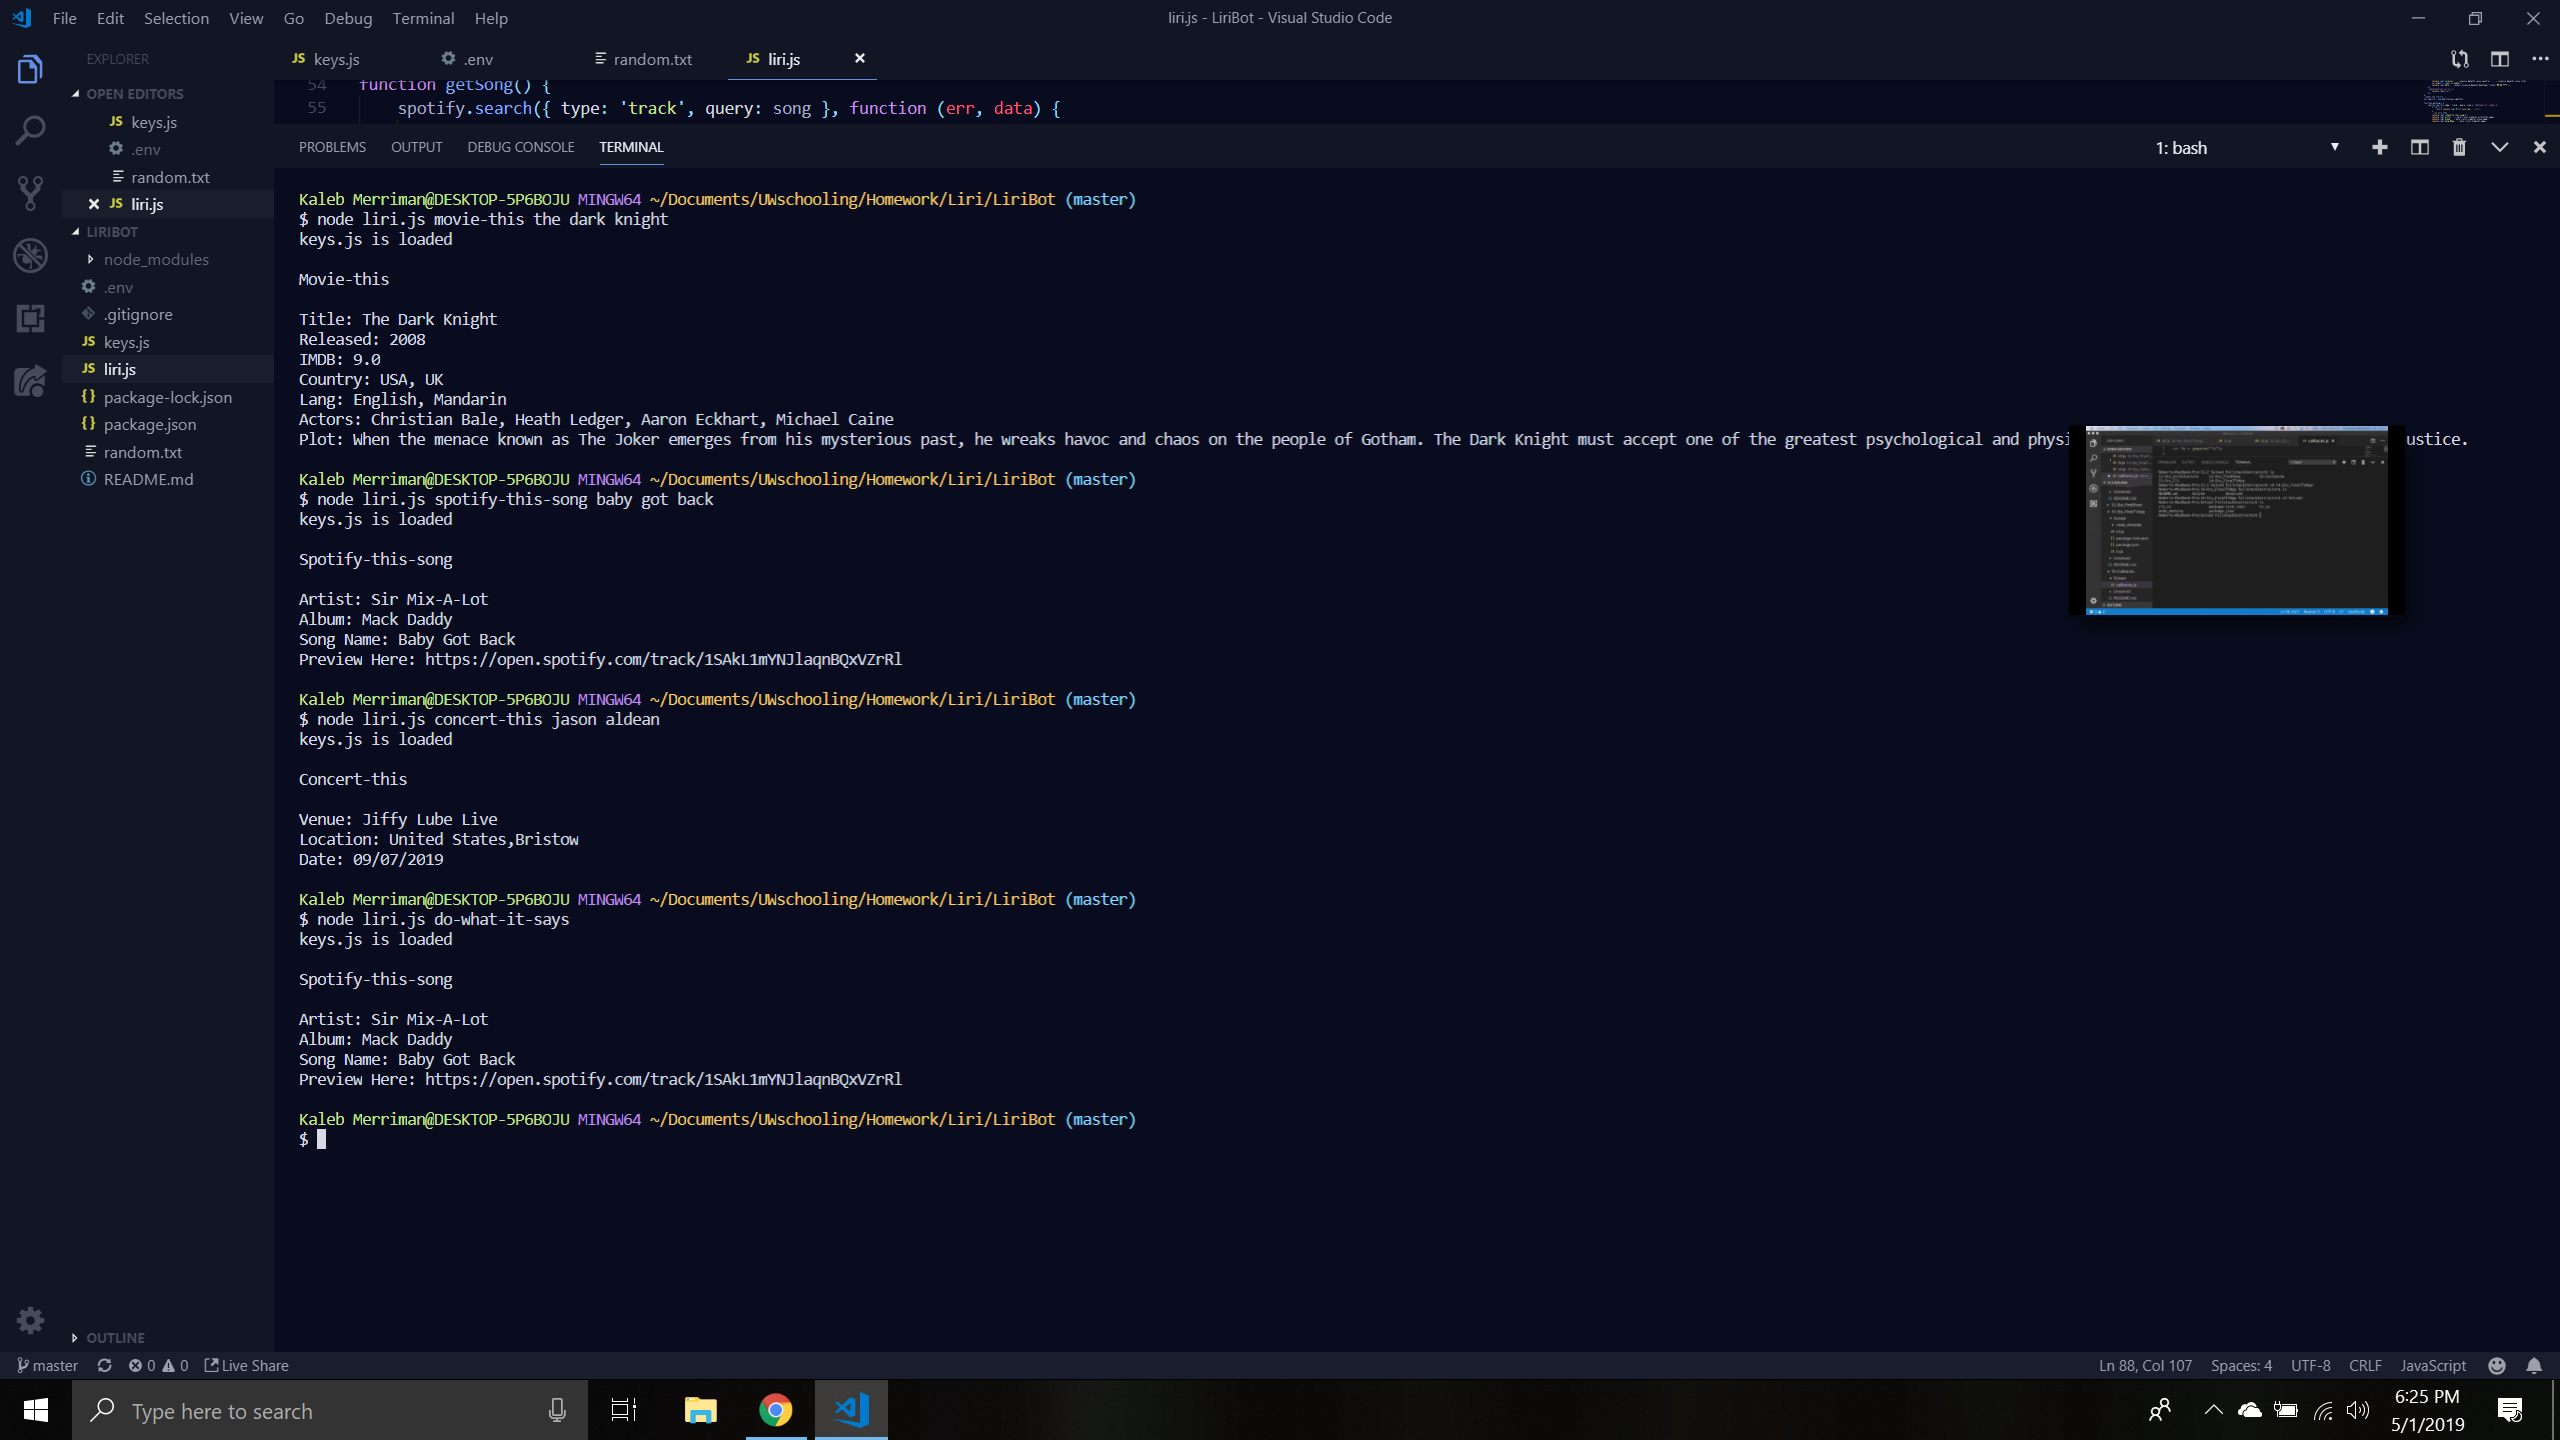 File Edit Selection View Go Debug Terminal Help
liri.js - LiriBot - Visual Studio Code
EXPLORER
OPEN EDITORS
JS keys.js
.env
random.txt
JS liri.js
LIRIBOT
node_modules
.env
.gitignore
JS keys.js
JS liri.js
{} package-lock.json
{} package.json
random.txt
README.md
OUTLINE
JS keys.js .env random.txt JS liri.js
54 function getSong() {
55 spotify.search({ type: 'track', query: song }, function (err, data) {
PROBLEMS OUTPUT DEBUG CONSOLE TERMINAL
1: bash
Kaleb Merriman@DESKTOP-5P6BOJU MINGW64 ~/Documents/UWschooling/Homework/Liri/LiriBot (master)
$ node liri.js movie-this the dark knight
keys.js is loaded
Movie-this
Title: The Dark Knight
Released: 2008
IMDB: 9.0
Country: USA, UK
Lang: English, Mandarin
Actors: Christian Bale, Heath Ledger, Aaron Eckhart, Michael Caine
Plot: When the menace known as The Joker emerges from his mysterious past, he wreaks havoc and chaos on the people of Gotham. The Dark Knight must accept one of the greatest psychological and physi ustice.
Kaleb Merriman@DESKTOP-5P6BOJU MINGW64 ~/Documents/UWschooling/Homework/Liri/LiriBot (master)
$ node liri.js spotify-this-song baby got back
keys.js is loaded
Spotify-this-song
Artist: Sir Mix-A-Lot
Album: Mack Daddy
Song Name: Baby Got Back
Preview Here: https://open.spotify.com/track/1SAkL1mYNJlaqnBQxVZrRl
Kaleb Merriman@DESKTOP-5P6BOJU MINGW64 ~/Documents/UWschooling/Homework/Liri/LiriBot (master)
$ node liri.js concert-this jason aldean
keys.js is loaded
Concert-this
Venue: Jiffy Lube Live
Location: United States,Bristow
Date: 09/07/2019
Kaleb Merriman@DESKTOP-5P6BOJU MINGW64 ~/Documents/UWschooling/Homework/Liri/LiriBot (master)
$ node liri.js do-what-it-says
keys.js is loaded
Spotify-this-song
Artist: Sir Mix-A-Lot
Album: Mack Daddy
Song Name: Baby Got Back
Preview Here: https://open.spotify.com/track/1SAkL1mYNJlaqnBQxVZrRl
Kaleb Merriman@DESKTOP-5P6BOJU MINGW64 ~/Documents/UWschooling/Homework/Liri/LiriBot (master)
$
master 0 0 Live Share
Ln 88, Col 107 Spaces: 4 UTF-8 CRLF JavaScript
Type here to search
6:25 PM
5/1/2019